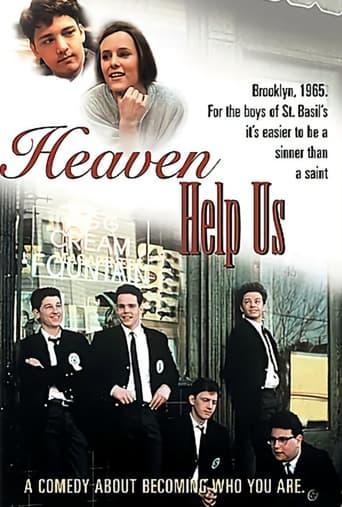 Brooklyn, 1965.
For the boys of St. Basil's
it's easier to be a
sinner than
a saint
Heaven
Help Us
CREAM
FOUNTAIN
A COMEDY ABOUT BECOMING WHO YOU ARE.